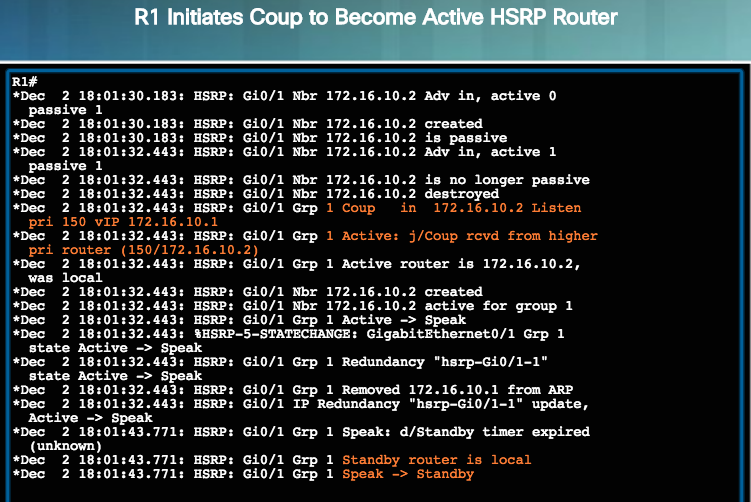 R1 Initiates Coup to Become Active HSRP Router
R1#
*Dec  2 18:01:30.183: HSRP: Gi0/1 Nbr 172.16.10.2 Adv in, active 0
passive 1
*Dec  2 18:01:30.183: HSRP: Gi0/1 Nbr 172.16.10.2 created
*Dec  2 18:01:30.183: HSRP: Gi0/1 Nbr 172.16.10.2 is passive
*Dec  2 18:01:32.443: HSRP: Gi0/1 Nbr 172.16.10.2 Adv in, active 1
passive 1
*Dec  2 18:01:32.443: HSRP: Gi0/1 Nbr 172.16.10.2 is no longer passive
*Dec  2 18:01:32.443: HSRP: Gi0/1 Nbr 172.16.10.2 destroyed
*Dec  2 18:01:32.443: HSRP: Gi0/1 Grp 1 Coup   in  172.16.10.2 Listen
pri 150 vIP 172.16.10.1
*Dec  2 18:01:32.443: HSRP: Gi0/1 Grp 1 Active: j/Coup rcvd from higher
pri router (150/172.16.10.2)
*Dec  2 18:01:32.443: HSRP: Gi0/1 Grp 1 Active router is 172.16.10.2,
was local
*Dec  2 18:01:32.443: HSRP: Gi0/1 Nbr 172.16.10.2 created
*Dec  2 18:01:32.443: HSRP: Gi0/1 Nbr 172.16.10.2 active for group 1
*Dec  2 18:01:32.443: HSRP: Gi0/1 Grp 1 Active -> Speak
*Dec  2 18:01:32.443: %HSRP-5-STATECHANGE: GigabitEthernet0/1 Grp 1
state Active -> Speak
*Dec  2 18:01:32.443: HSRP: Gi0/1 Grp 1 Redundancy "hsrp-Gi0/1-1"
state Active -> Speak
*Dec  2 18:01:32.443: HSRP: Gi0/1 Grp 1 Removed 172.16.10.1 from ARP
*Dec  2 18:01:32.443: HSRP: Gi0/1 IP Redundancy "hsrp-Gi0/1-1" update,
Active -> Speak
*Dec  2 18:01:43.771: HSRP: Gi0/1 Grp 1 Speak: d/Standby timer expired
(unknown)
*Dec  2 18:01:43.771: HSRP: Gi0/1 Grp 1 Standby router is local
*Dec  2 18:01:43.771: HSRP: Gi0/1 Grp 1 Speak -> Standby